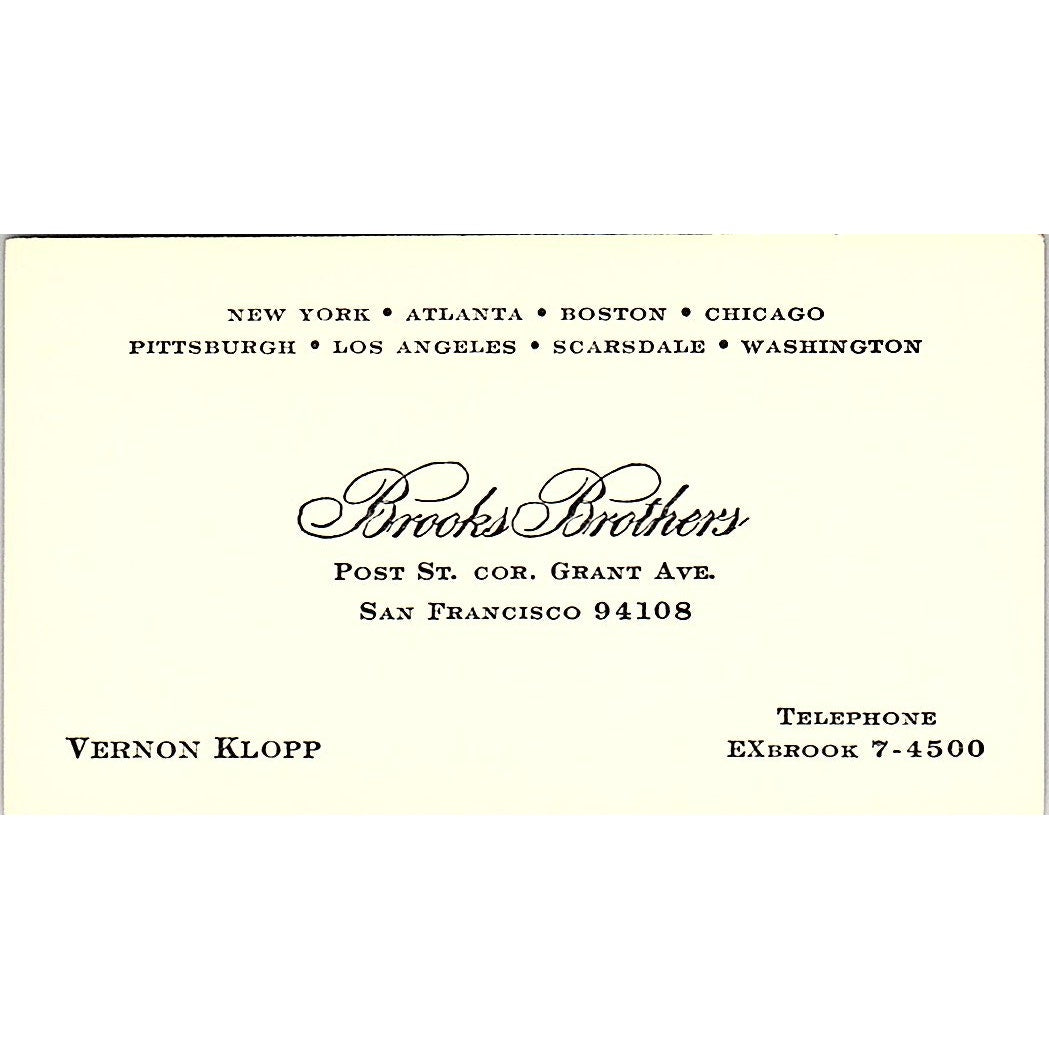 NEW YORK • ATLANTA • BOSTON • CHICAGO
PITTSBURGH • LOS ANGELES • SCARSDALE • WASHINGTON
Brooks Brothers
POST ST. COR. GRANT AVE.
SAN FRANCISCO 94108
TELEPHONE
VERNON KLOPP EXBROOK 7-4500